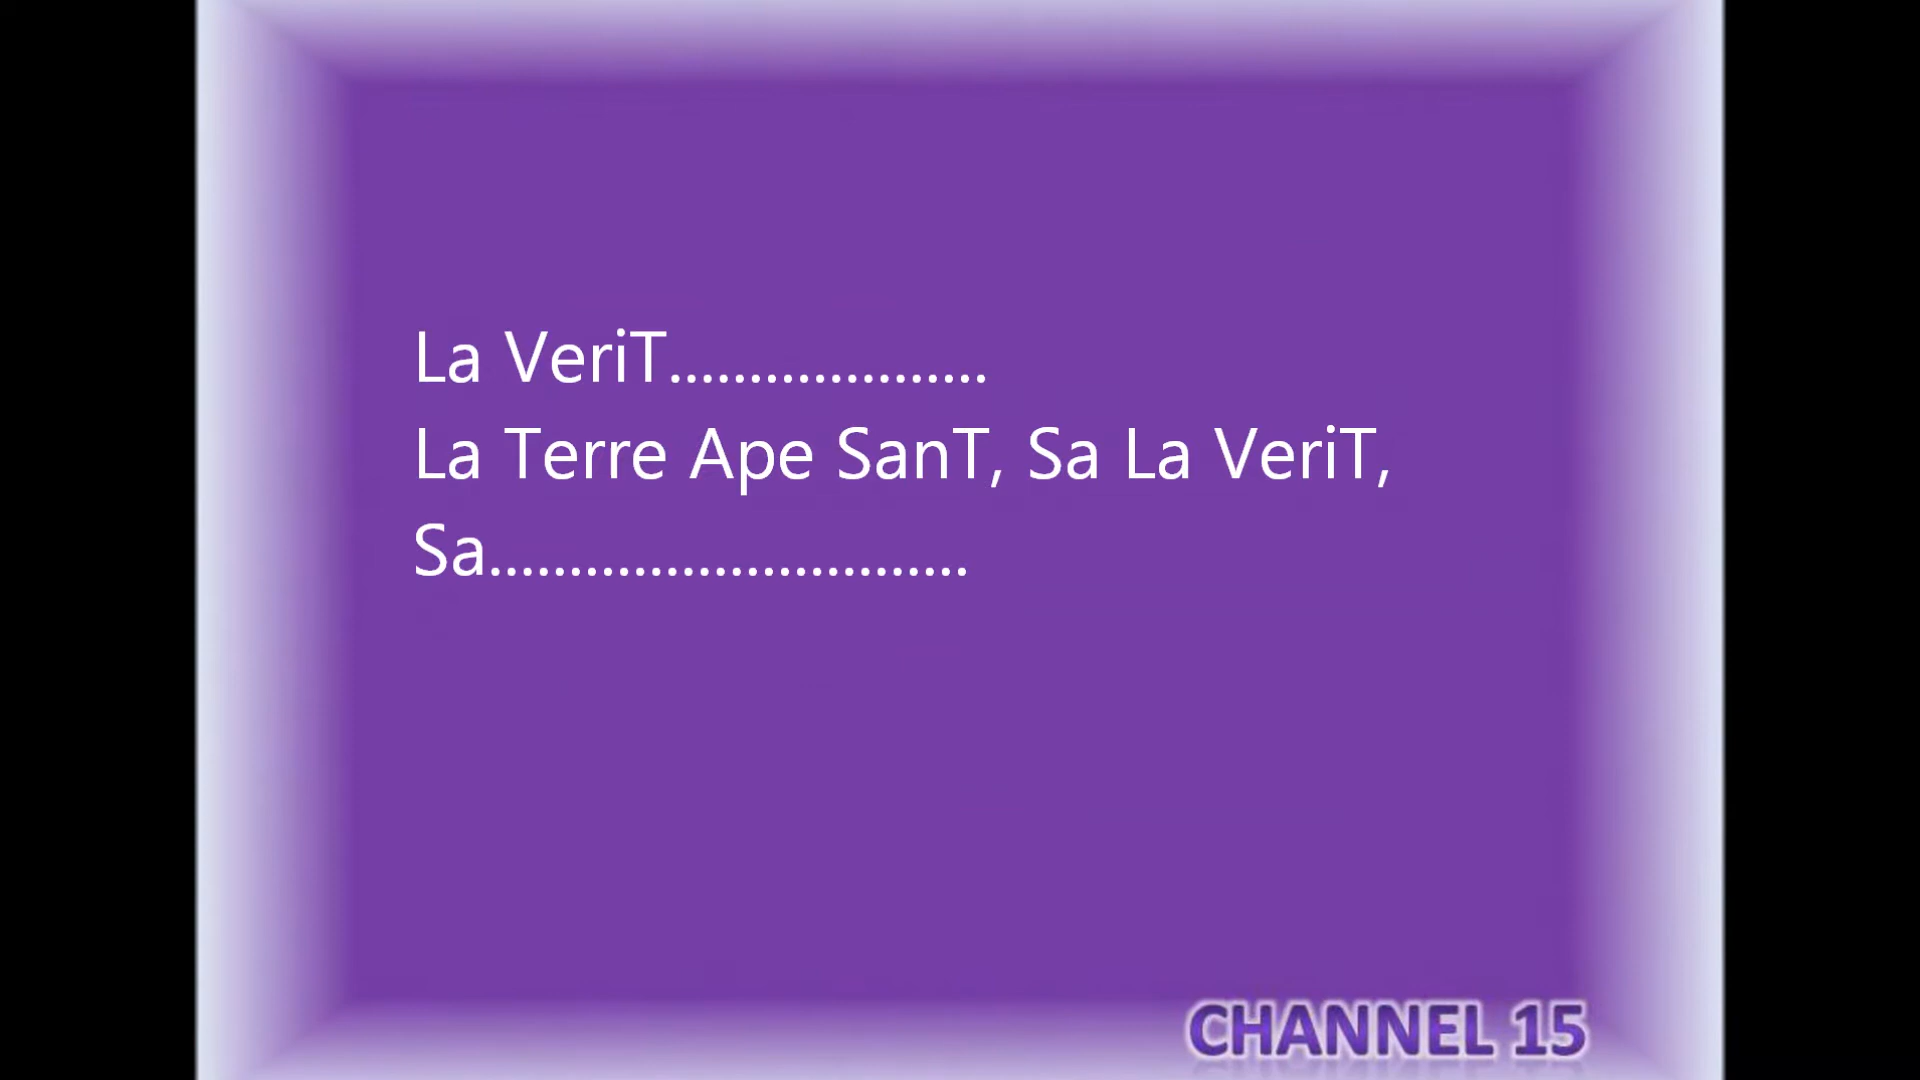 La VeriT....................
La Terre Ape SanT, Sa La VeriT,
Sa..............................
CHANNEL 15